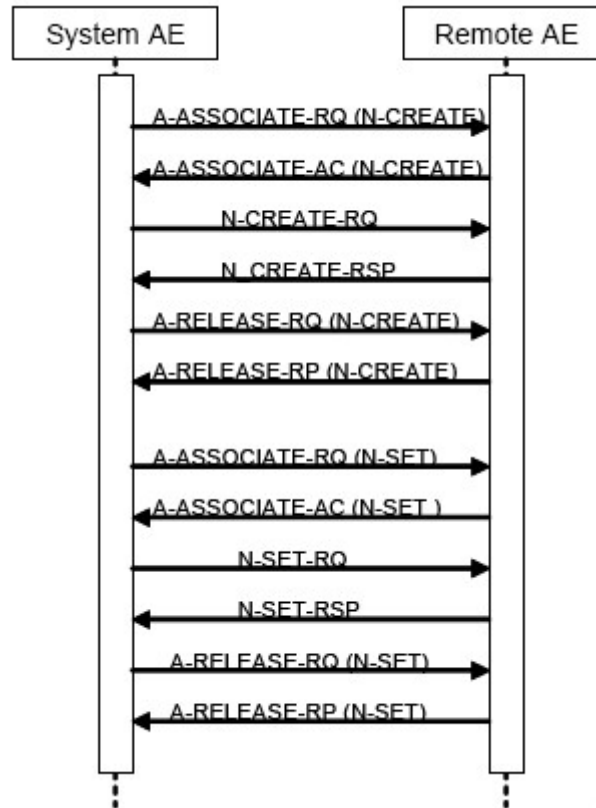 System AE
Remote AE
A-ASSOCIATE-RQ (N-CREATE)
A-ASSOCIATE-AC (N-CREATE)
N-CREATE-RQ
N_CREATE-RSP
A-RELEASE-RQ (N-CREATE)
A-RELEASE-RP (N-CREATE)
A-ASSOCIATE-RQ (N-SET)
A-ASSOCIATE-AC (N-SET )
N-SET-RQ
N-SET-RSP
A-RELEASE-RQ (N-SET)
A-RELEASE-RP (N-SET)